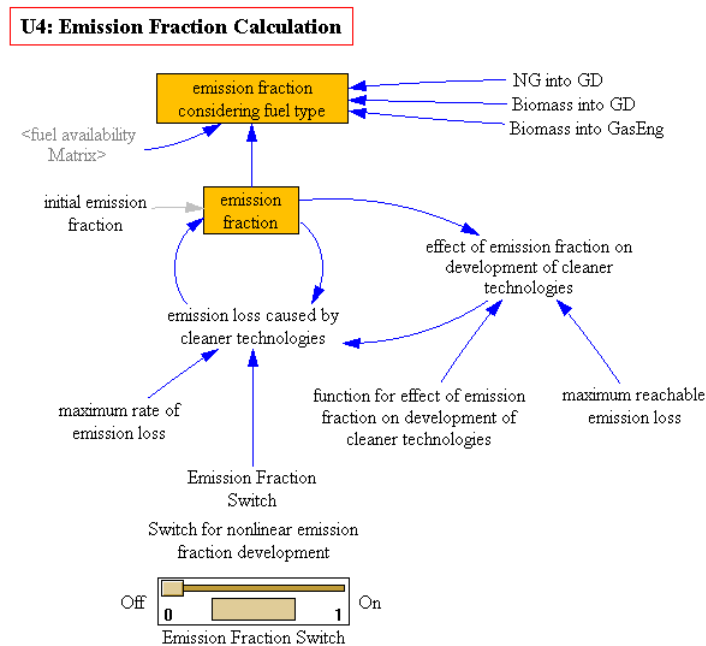 U4: Emission Fraction Calculation
emission fraction
considering fuel type
NG into GD
Biomass into GD
Biomass into GasEng
<fuel availability
Matrix>
initial emission
fraction
emission
fraction
effect of emission fraction on
development of cleaner
technologies
emission loss caused by
cleaner technologies
maximum rate of
emission loss
function for effect of emission
fraction on development of
cleaner technologies
maximum reachable
emission loss
Emission Fraction
Switch
Switch for nonlinear emission
fraction development
Off
0
1
On
Emission Fraction Switch